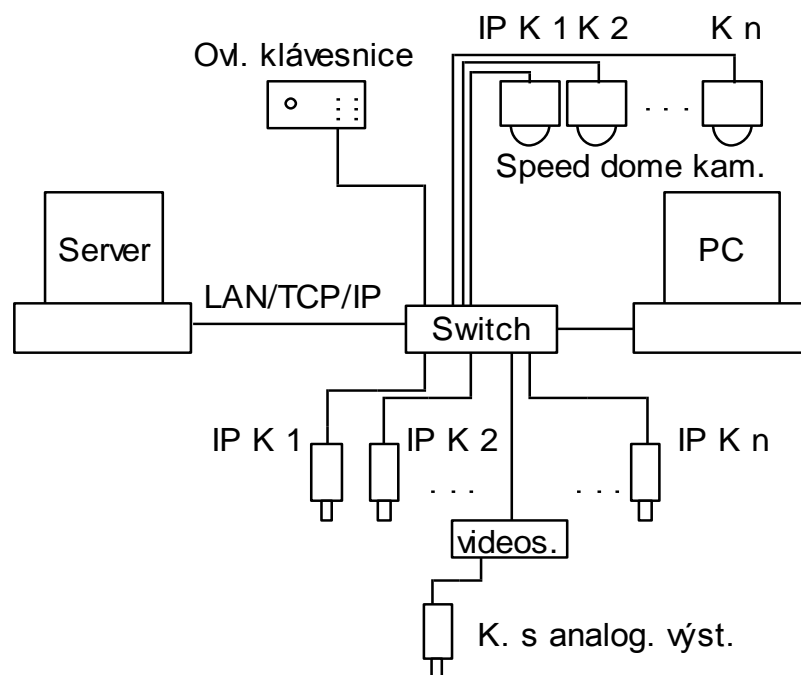 IP K 1 K 2 K n
Ovl. klávesnice
. . .
Speed dome kam.
Server
PC
LAN/TCP/IP
Switch
IP K 1
IP K 2
IP K n
. . .
. . .
videos.
K. s analog. výst.